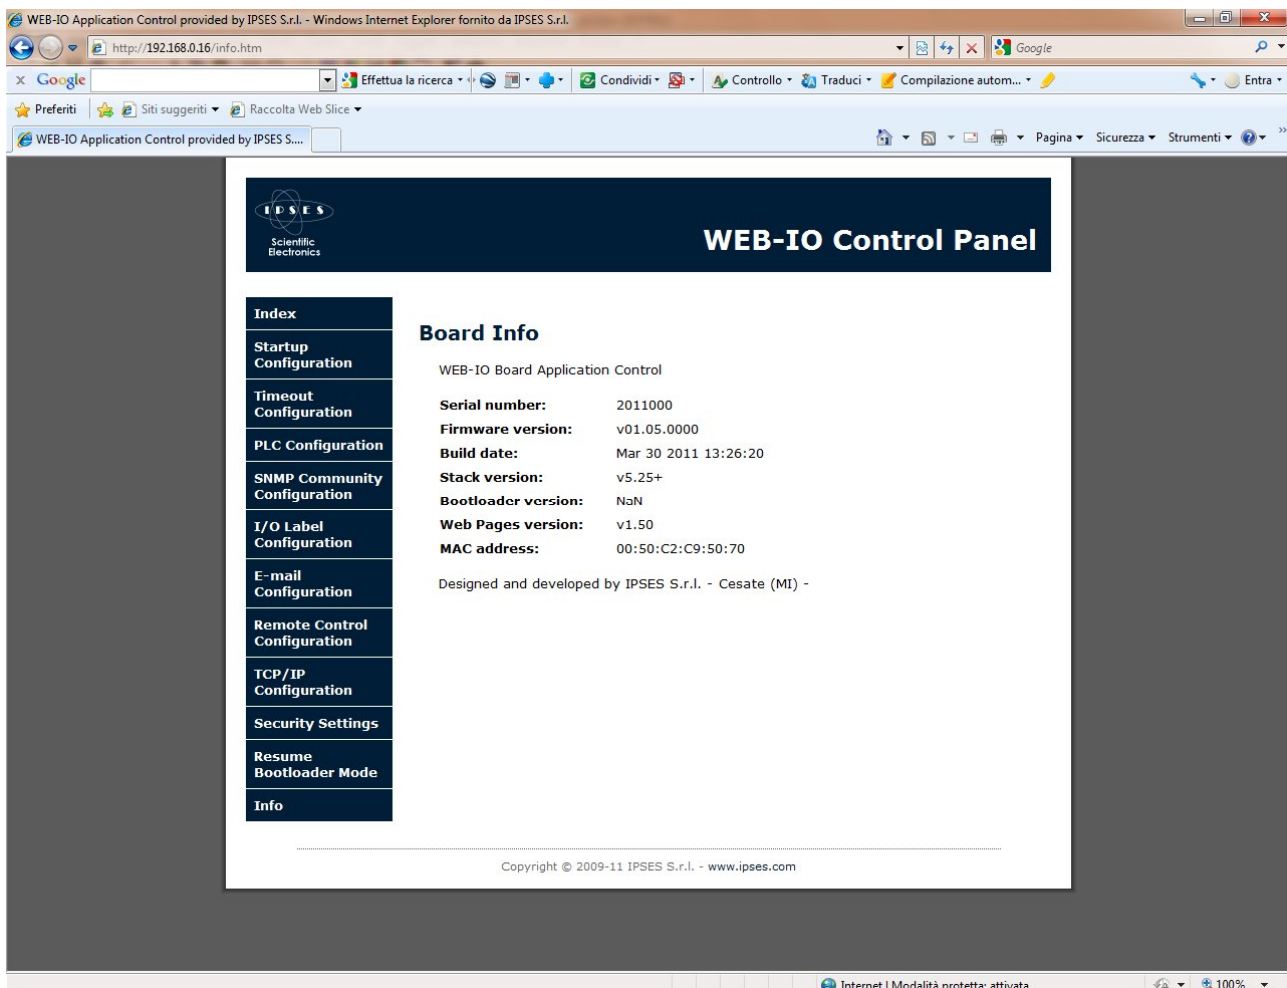 WEB-IO Application Control provided by IPSES S.r.l. - Windows Internet Explorer fornito da IPSES S.r.l.
http://192.168.0.16/info.htm
Google
x Google Effettua la ricerca Condividi Controllo Traduci Compilazione autom... Entra
Preferiti Siti suggeriti Raccolta Web Slice
WEB-IO Application Control provided by IPSES S.... Pagina Sicurezza Strumenti
IPSES
Scientific
Electronics
WEB-IO Control Panel
Index
Startup
Configuration
Timeout
Configuration
PLC Configuration
SNMP Community
Configuration
I/O Label
Configuration
E-mail
Configuration
Remote Control
Configuration
TCP/IP
Configuration
Security Settings
Resume
Bootloader Mode
Info
Board Info
WEB-IO Board Application Control
Serial number: 2011000
Firmware version: v01.05.0000
Build date: Mar 30 2011 13:26:20
Stack version: v5.25+
Bootloader version: NaN
Web Pages version: v1.50
MAC address: 00:50:C2:C9:50:70
Designed and developed by IPSES S.r.l. - Cesate (MI) -
Copyright © 2009-11 IPSES S.r.l. - www.ipses.com
Internet | Modalità protetta: attivata 100%